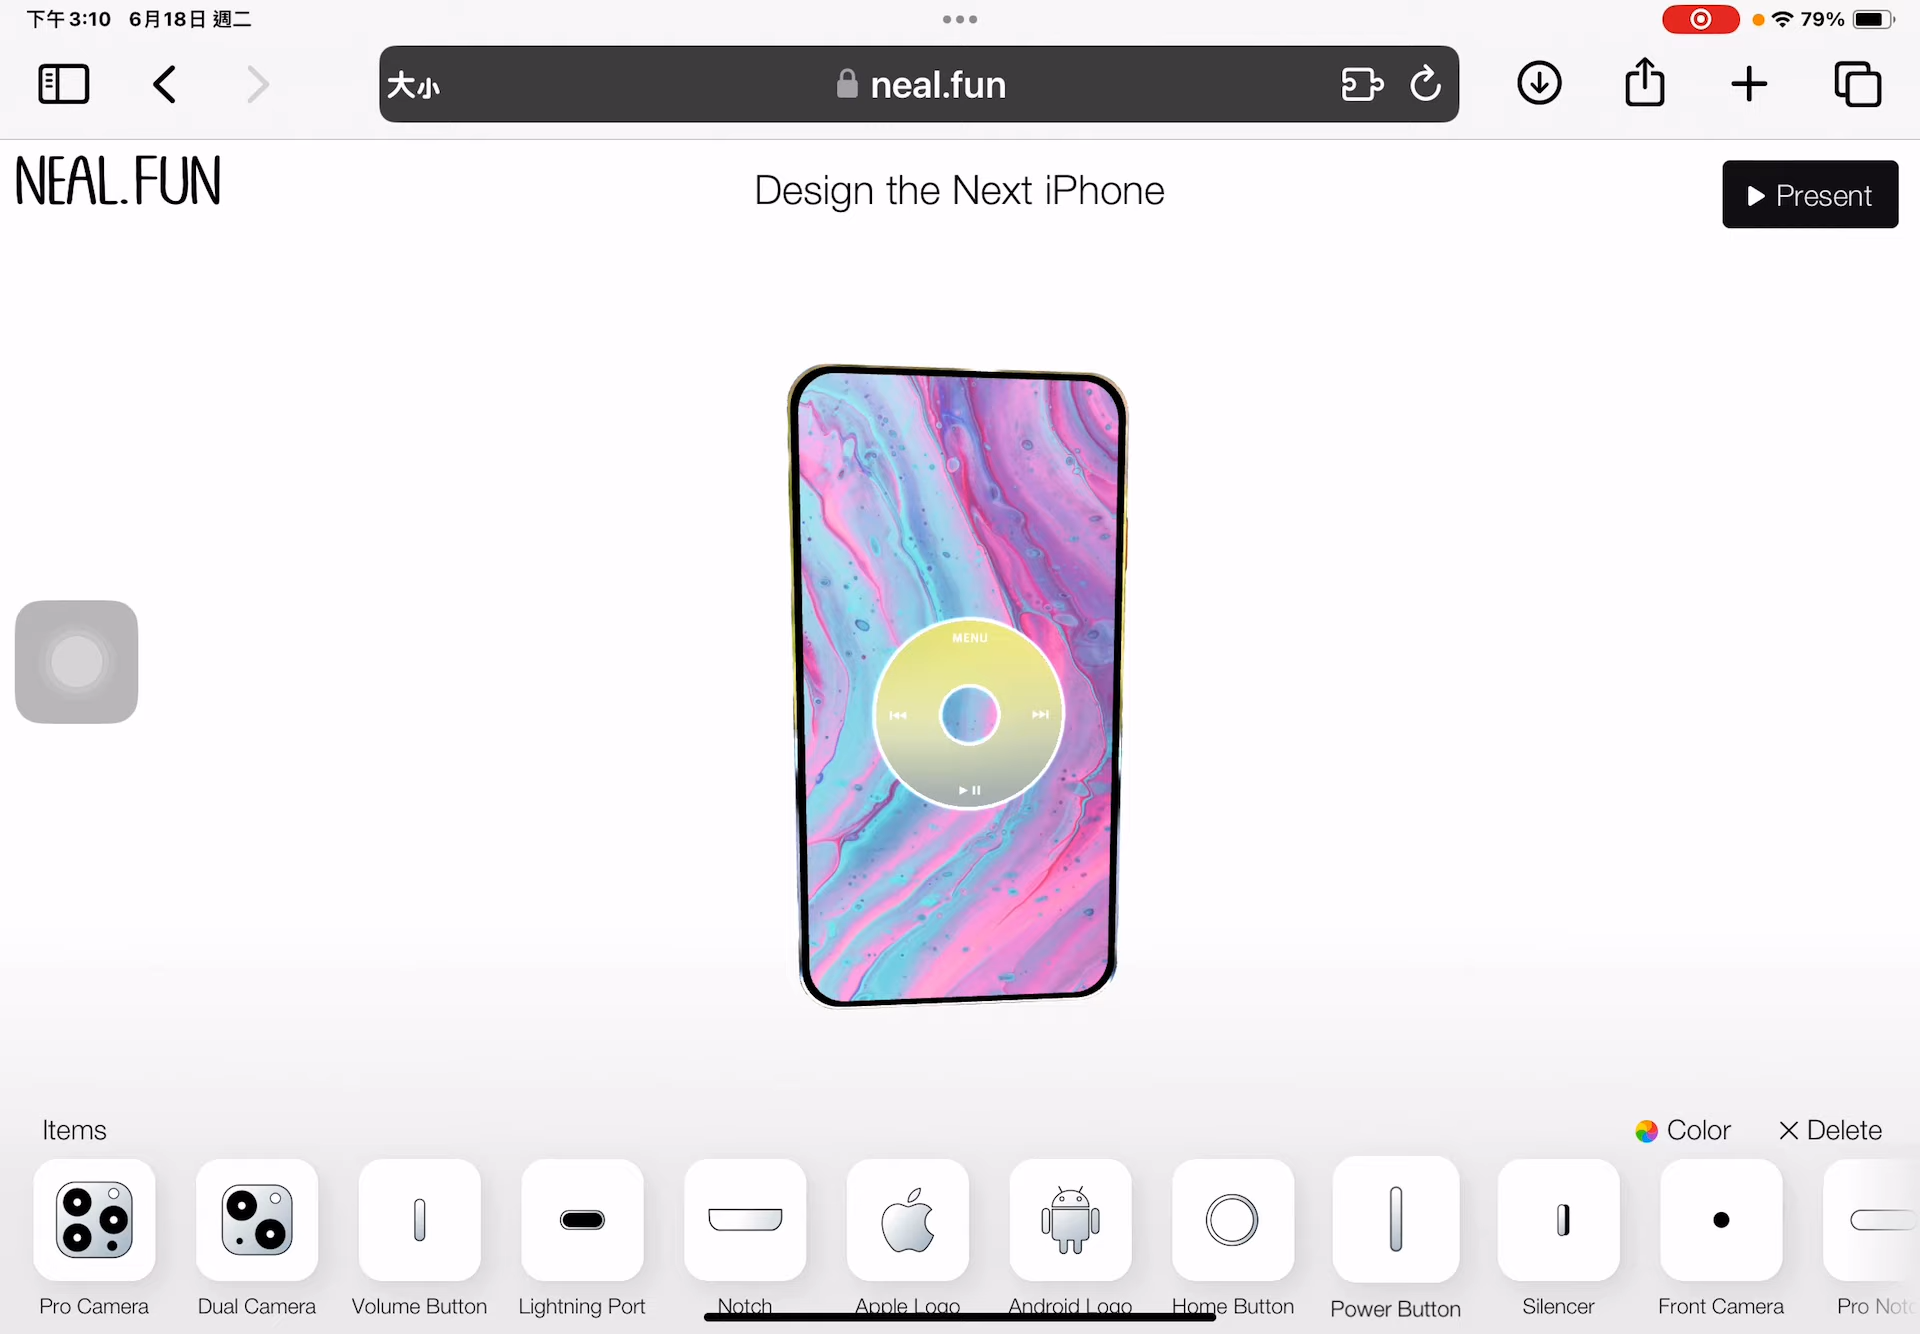 下午3:10 6月18日 週二
79%
大小
neal.fun
NEAL.FUN
Design the Next iPhone
Present
MENU
Items
Color
Delete
Pro Camera
Dual Camera
Volume Button
Lightning Port
Notch
Apple Logo
Android Logo
Home Button
Power Button
Silencer
Front Camera
Pro Notc